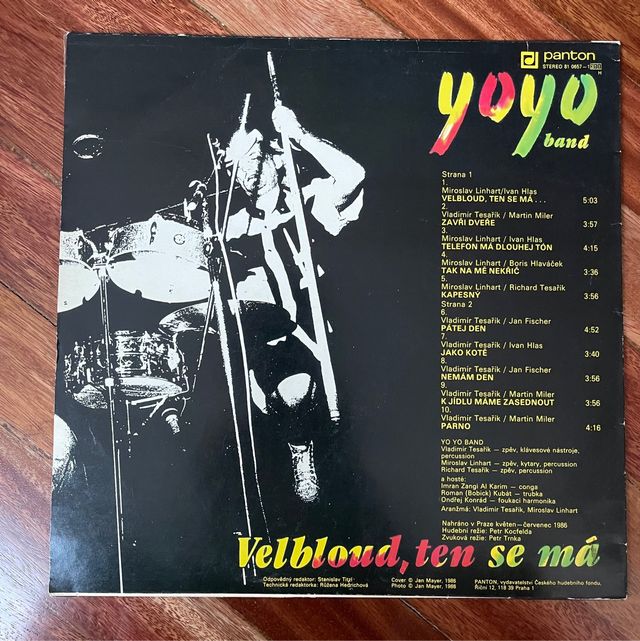 panton
STEREO 81 0657-1
H
yoyo
band
Strana 1
1.
Miroslav Linhart/Ivan Hlas
VELBLOUD, TEN SE MÁ . . . 5:03
2.
Vladimír Tesařík / Martin Miler
ZAVŘI DVEŘE 3:57
3.
Miroslav Linhart / Ivan Hlas
TELEFON MÁ DLOUHEJ TÓN 4:15
4.
Miroslav Linhart / Boris Hlaváček
TAK NA MĚ NEKŘIČ 3:36
5.
Miroslav Linhart / Richard Tesařík
KAPESNÝ 3:56
Strana 2
6.
Vladimír Tesařík / Jan Fischer
PÁTEJ DEN 4:52
7.
Vladimír Tesařík / Ivan Hlas
JAKO KOTĚ 3:40
8.
Vladimír Tesařík / Jan Fischer
NEMÁM DEN 3:56
9.
Vladimír Tesařík / Martin Miler
K JÍDLU MÁME ZASEDNOUT 3:56
10.
Vladimír Tesařík / Martin Miler
PARNO 4:16
YO YO BAND
Vladimír Tesařík — zpěv, klávesové nástroje,
percussion
Miroslav Linhart — zpěv, kytary, percussion
Richard Tesařík — zpěv, percussion
a hosté:
Imran Zangi Al Karim — conga
Roman (Bobick) Kubát — trubka
Ondřej Konrád — foukací harmonika
Aranžmá: Vladimír Tesařík, Miroslav Linhart
Nahráno v Praze květen—červenec 1986
Hudební režie: Petr Kocfelda
Zvuková režie: Petr Trnka
Velbloud, ten se má
Odpovědný redaktor: Stanislav Titzl
Technická redaktorka: Růžena Hedrichová
Cover © Jan Mayer, 1986
Photo © Jan Mayer, 1986
PANTON, vydavatelství Českého hudebního fondu,
Říční 12, 118 39 Praha 1